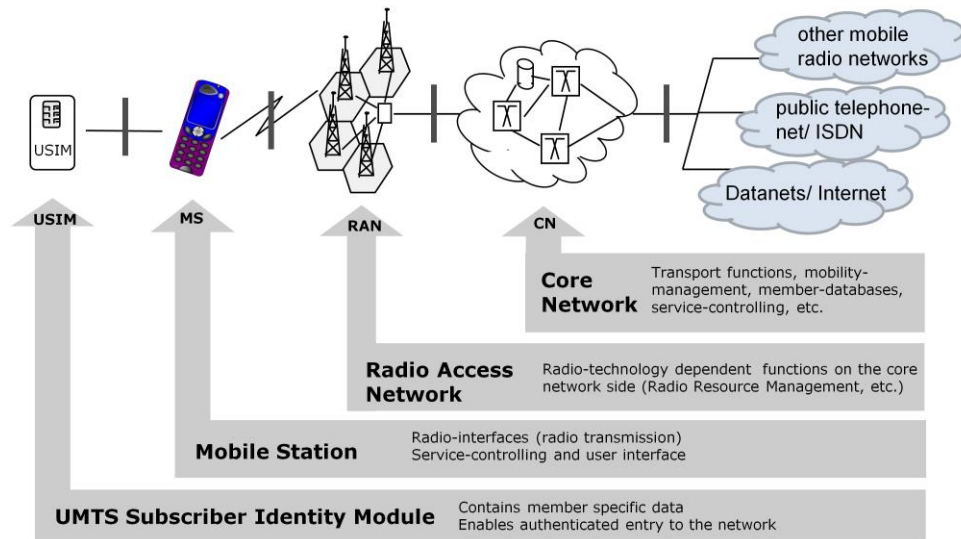 other mobile
radio networks
public telephone-
net/ ISDN
Datanets/ Internet
USIM
USIM
MS
RAN
CN
Core
Network
Transport functions, mobility-
management, member-databases,
service-controlling, etc.
Radio Access
Network
Radio-technology dependent functions on the core
network side (Radio Resource Management, etc.)
Mobile Station
Radio-interfaces (radio transmission)
Service-controlling and user interface
UMTS Subscriber Identity Module
Contains member specific data
Enables authenticated entry to the network